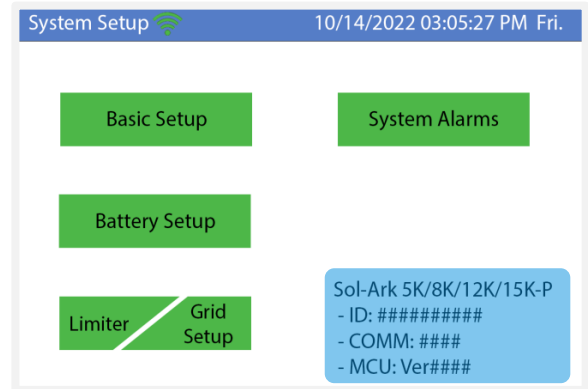 System Setup
10/14/2022 03:05:27 PM Fri.
Basic Setup
System Alarms
Battery Setup
Limiter
Grid
Setup
Sol-Ark 5K/8K/12K/15K-P
- ID: ##########
- COMM: ####
- MCU: Ver####